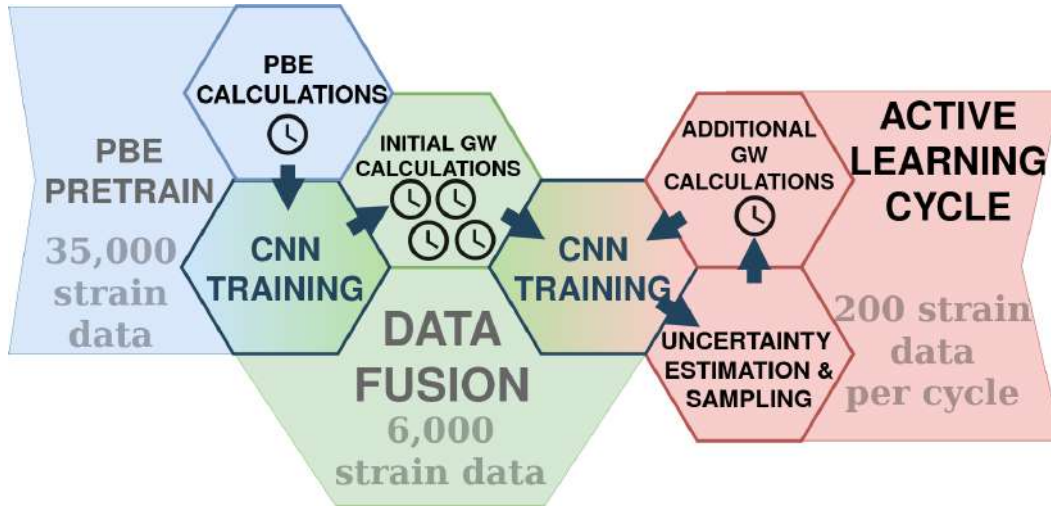 PBE
PRETRAIN
35,000
strain
data
PBE
CALCULATIONS
CNN
TRAINING
INITIAL GW
CALCULATIONS
DATA
FUSION
6,000
strain data
CNN
TRAINING
ADDITIONAL
GW
CALCULATIONS
UNCERTAINTY
ESTIMATION &
SAMPLING
ACTIVE
LEARNING
CYCLE
200 strain
data
per cycle